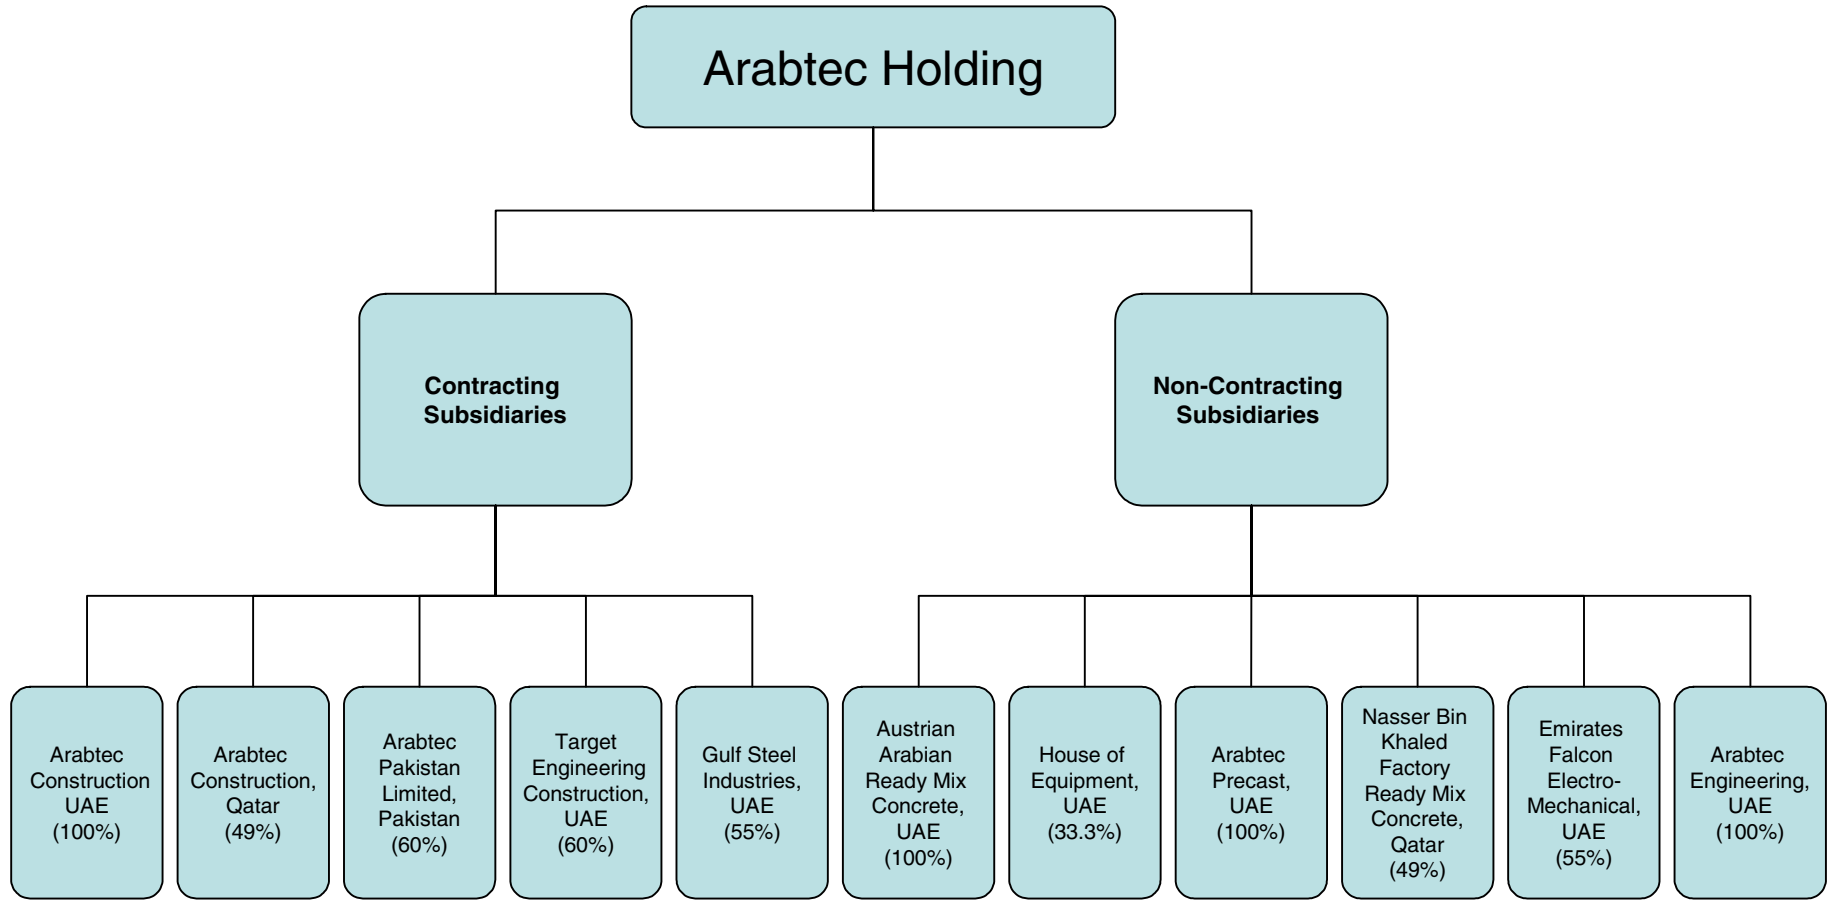 Arabtec Holding
Contracting
Subsidiaries
Non-Contracting
Subsidiaries
Arabtec
Construction
UAE
(100%)
Arabtec
Construction,
Qatar
(49%)
Arabtec
Pakistan
Limited,
Pakistan
(60%)
Target
Engineering
Construction,
UAE
(60%)
Gulf Steel
Industries,
UAE
(55%)
Austrian
Arabian
Ready Mix
Concrete,
UAE
(100%)
House of
Equipment,
UAE
(33.3%)
Arabtec
Precast,
UAE
(100%)
Nasser Bin
Khaled
Factory
Ready Mix
Concrete,
Qatar
(49%)
Emirates
Falcon
Electro-
Mechanical,
UAE
(55%)
Arabtec
Engineering,
UAE
(100%)